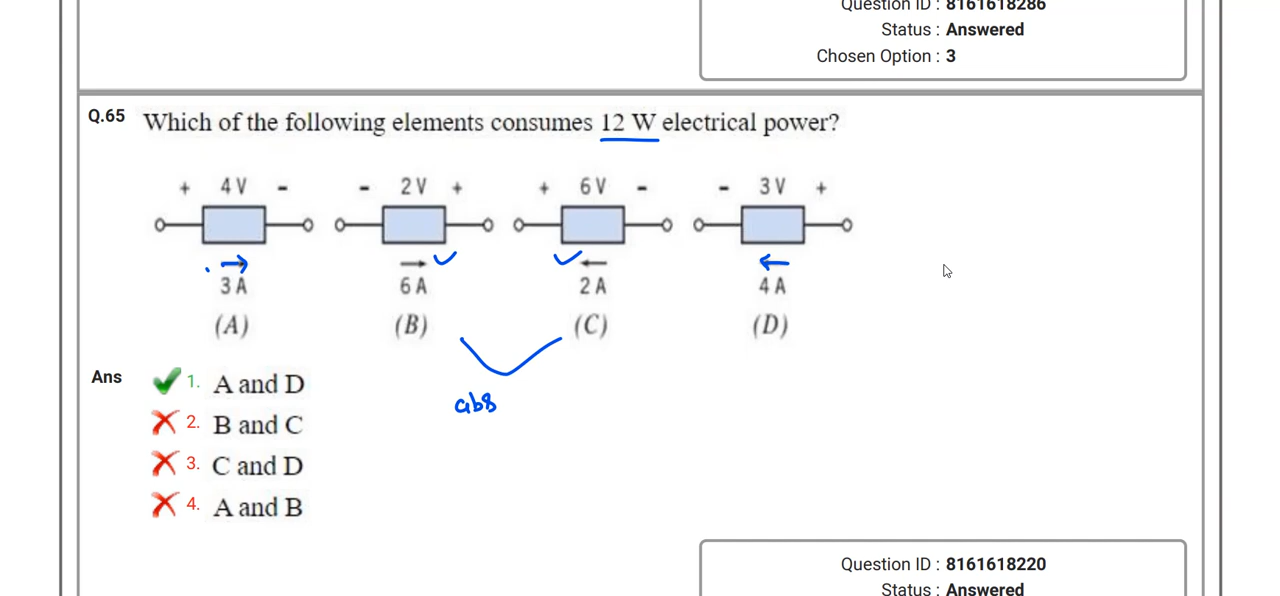 Question ID : 8161618286
Status : Answered
Chosen Option : 3
Q.65 Which of the following elements consumes 12 W electrical power?
+ 4 V - - 2 V + + 6 V - - 3 V +
3 A 6 A 2 A 4 A
(A) (B) (C) (D)
Ans 1. A and D
abs
2. B and C
3. C and D
4. A and B
Question ID : 8161618220
Status : Answered